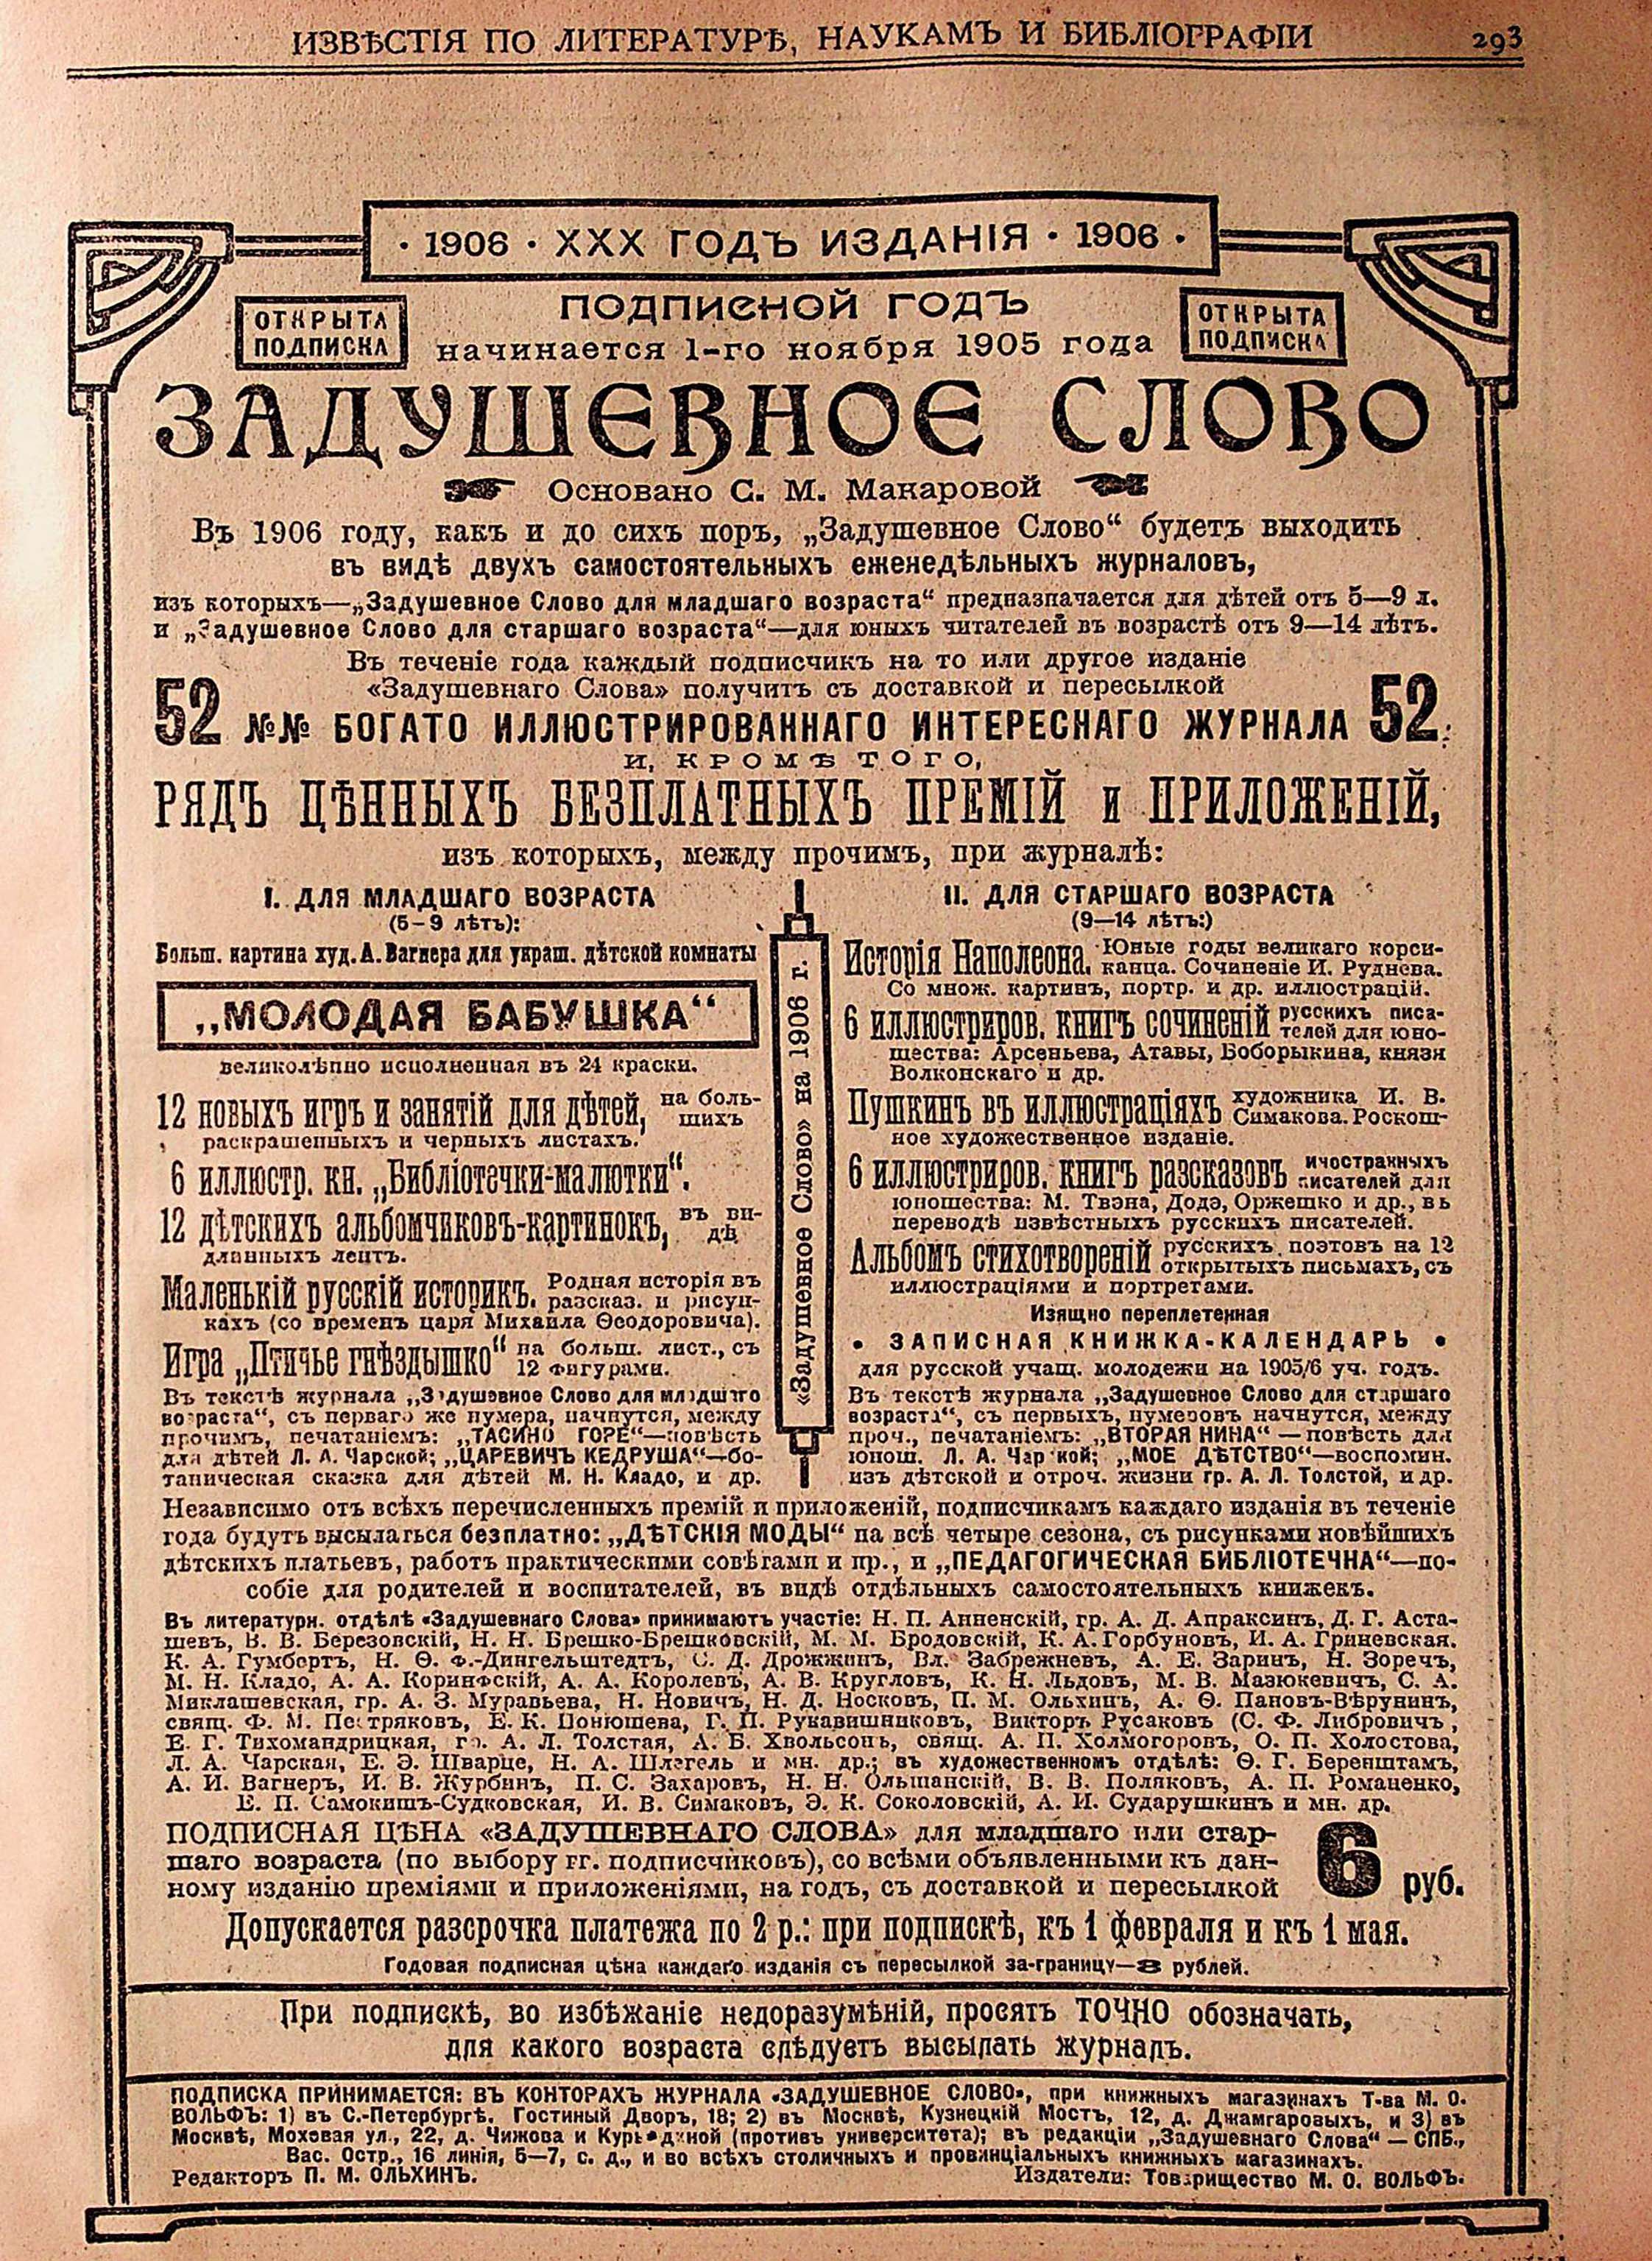 ИЗВѢСТІЯ ПО ЛИТЕРАТУРѢ, НАУКАМЪ И БИБЛІОГРАФІИ 293
· 1906 · XXX ГОДЪ ИЗДАНІЯ · 1906 ·
ОТКРЫТА
ПОДПИСКА
ПОДПИСНОЙ ГОДЪ
начинается 1-го ноября 1905 года
ОТКРЫТА
ПОДПИСКА
ЗАДУШЕВНОЕ СЛОВО
Основано С. М. Макаровой
Въ 1906 году, какъ и до сихъ поръ, „Задушевное Слово“ будетъ выходить
въ видѣ двухъ самостоятельныхъ еженедѣльныхъ журналовъ,
изъ которыхъ—„Задушевное Слово для младшаго возраста“ предназначается для дѣтей отъ 5—9 л.
и „Задушевное Слово для старшаго возраста“—для юныхъ читателей въ возрастѣ отъ 9—14 лѣтъ.
Въ теченіе года каждый подписчикъ на то или другое изданіе
«Задушевнаго Слова» получитъ съ доставкой и пересылкой
52 №№ БОГАТО ИЛЛЮСТРИРОВАННАГО ИНТЕРЕСНАГО ЖУРНАЛА 52
и, КРОМѢ ТОГО,
РЯДЪ ЦѢННЫХЪ БЕЗПЛАТНЫХЪ ПРЕМІЙ и ПРИЛОЖЕНІЙ,
изъ которыхъ, между прочимъ, при журналѣ:
I. ДЛЯ МЛАДШАГО ВОЗРАСТА
(5—9 лѣтъ):
Больш. картина худ. А. Вагнера для украш. дѣтской комнаты
„МОЛОДАЯ БАБУШКА“
великолѣпно исполненная въ 24 краски.
12 новыхъ игръ и занятій для дѣтей, на боль-
шихъ
раскрашенныхъ и черныхъ листахъ.
6 иллюстр. кн. „Библіотечки-малютки“.
12 дѣтскихъ альбомчиковъ-картинокъ, въ ви-
дѣ
длинныхъ лентъ.
Маленькій русскій историкъ. Родная исторія въ
разсказ. и рисун-
кахъ (со временъ царя Михаила Ѳеодоровича).
Игра „Птичье гнѣздышко“ на больш. лист., съ
12 фигурами.
Въ текстѣ журнала „Задушевное Слово для младшаго
возраста“, съ перваго же нумера, начнутся, между
прочимъ, печатаніемъ: „ТАСИНО ГОРЕ“—повѣсть
для дѣтей Л. А. Чарской; „ЦАРЕВИЧЪ КЕДРУША“—бо-
таническая сказка для дѣтей М. Н. Кладо, и др.
«Задушевное Слово» на 1906 г.
II. ДЛЯ СТАРШАГО ВОЗРАСТА
(9—14 лѣтъ:)
Исторія Наполеона. Юные годы великаго корси-
канца. Сочиненіе И. Руднева.
Со множ. картинъ, портр. и др. иллюстрацій.
6 иллюстриров. книгъ сочиненій русскихъ писа-
телей для юно-
шества: Арсеньева, Атавы, Боборыкина, князя
Волконскаго и др.
Пушкинъ въ иллюстраціяхъ художника И. В.
Симакова. Роскош-
ное художественное изданіе.
6 иллюстриров. книгъ разсказовъ иностранныхъ
писателей для
юношества: М. Твэна, Додэ, Оржешко и др., въ
переводѣ извѣстныхъ русскихъ писателей.
Альбомъ стихотвореній русскихъ поэтовъ на 12
открытыхъ письмахъ, съ
иллюстраціями и портретами.
Изящно переплетенная
• ЗАПИСНАЯ КНИЖКА-КАЛЕНДАРЬ •
для русской учащ. молодежи на 1905/6 уч. годъ.
Въ текстѣ журнала „Задушевное Слово для старшаго
возраста“, съ первыхъ нумеровъ начнутся, между
проч., печатаніемъ: „ВТОРАЯ НИНА“ — повѣсть для
юнош. Л. А. Чарской; „МОЕ ДѢТСТВО“—воспомин.
изъ дѣтской и отроч. жизни гр. А. Л. Толстой, и др.
Независимо отъ всѣхъ перечисленныхъ премій и приложеній, подписчикамъ каждаго изданія въ теченіе
года будутъ высылаться безплатно: „ДѢТСКІЯ МОДЫ“ на всѣ четыре сезона, съ рисунками новѣйшихъ
дѣтскихъ платьевъ, работъ практическими совѣтами и пр., и „ПЕДАГОГИЧЕСКАЯ БИБЛІОТЕЧКА“—по-
собіе для родителей и воспитателей, въ видѣ отдѣльныхъ самостоятельныхъ книжекъ.
Въ литературн. отдѣлѣ «Задушевнаго Слова» принимаютъ участіе: Н. П. Анненскій, гр. А. Д. Апраксинъ, Д. Г. Аста-
шевъ, В. В. Березовскій, Н. Н. Брешко-Брешковскій, М. М. Бродовскій, К. А. Горбуновъ, И. А. Гриневская.
К. А. Гумбертъ, Н. Ѳ. Ф.-Дингельштедтъ, С. Д. Дрожжинъ, Вл. Забрежневъ, А. Е. Заринъ, Н. Зоречъ,
М. Н. Кладо, А. А. Коринфскій, А. А. Королевъ, А. В. Кругловъ, К. Н. Льдовъ, М. В. Мазюкевичъ, С. А.
Миклашевская, гр. А. З. Муравьева, Н. Новичъ, Н. Д. Носковъ, П. М. Ольхинъ, А. Ѳ. Пановъ-Вѣрунинъ,
свящ. Ф. М. Пестряковъ, Е. К. Понюшева, Г. П. Рукавишниковъ, Викторъ Русаковъ (С. Ф. Либровичъ,
Е. Г. Тихомандрицкая, гр. А. Л. Толстая, А. Б. Хвольсонъ, свящ. А. П. Холмогоровъ, О. П. Холостова,
Л. А. Чарская, Е. Э. Шварце, Н. А. Шлегель и мн. др.; въ художественномъ отдѣлѣ: Ѳ. Г. Беренштамъ,
А. И. Вагнеръ, И. В. Журбинъ, П. С. Захаровъ, Н. Н. Ольшанскій, В. В. Поляковъ, А. П. Романенко,
Е. П. Самокишъ-Судковская, И. В. Симаковъ, Э. К. Соколовскій, А. И. Сударушкинъ и мн. др.
ПОДПИСНАЯ ЦѢНА «ЗАДУШЕВНАГО СЛОВА» для младшаго или стар-
шаго возраста (по выбору гг. подписчиковъ), со всѣми объявленными къ дан-
ному изданію преміями и приложеніями, на годъ, съ доставкой и пересылкой 6 руб.
Допускается разсрочка платежа по 2 р.: при подпискѣ, къ 1 февраля и къ 1 мая.
Годовая подписная цѣна каждаго изданія съ пересылкой за-границу—8 рублей.
При подпискѣ, во избѣжаніе недоразумѣній, просятъ ТОЧНО обозначать,
для какого возраста слѣдуетъ высылать журналъ.
ПОДПИСКА ПРИНИМАЕТСЯ: ВЪ КОНТОРАХЪ ЖУРНАЛА «ЗАДУШЕВНОЕ СЛОВО», при книжныхъ магазинахъ Т-ва М. О.
ВОЛЬФЪ: 1) въ С.-Петербургѣ, Гостиный Дворъ, 18; 2) въ Москвѣ, Кузнецкій Мостъ, 12, д. Джамгаровыхъ, и 3) въ
Москвѣ, Моховая ул., 22, д. Чижова и Курындиной (противъ университета); въ редакціи „Задушевнаго Слова“ — СПБ.,
Вас. Остр., 16 линія, 5—7, с. д., и во всѣхъ столичныхъ и провинціальныхъ книжныхъ магазинахъ.
Редакторъ П. М. ОЛЬХИНЪ. Издатели: Товарищество М. О. ВОЛЬФЪ.